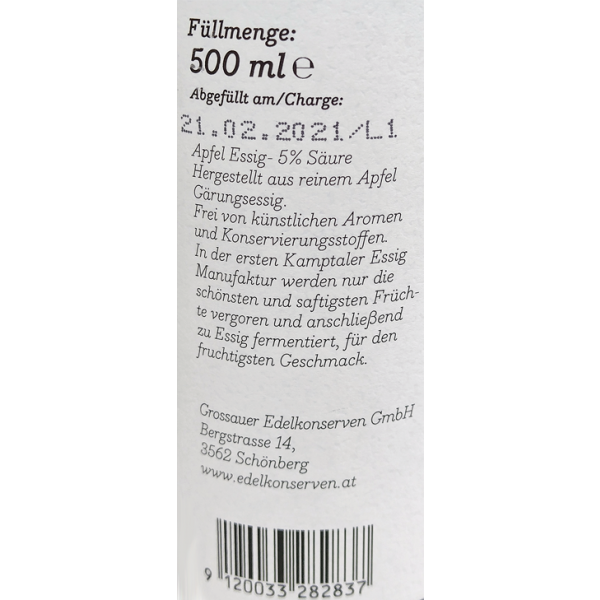 Füllmenge:
500 ml ℮
Abgefüllt am/Charge:
21.02.2021/L1
Apfel Essig- 5% Säure
Hergestellt aus reinem Apfel
Gärungsessig.
Frei von künstlichen Aromen
und Konservierungsstoffen.
In der ersten Kamptaler Essig
Manufaktur werden nur die
schönsten und saftigsten Früch-
te vergoren und anschließend
zu Essig fermentiert, für den
fruchtigsten Geschmack.
Grossauer Edelkonserven GmbH
Bergstrasse 14,
3562 Schönberg
www.edelkonserven.at
9 120033 282837